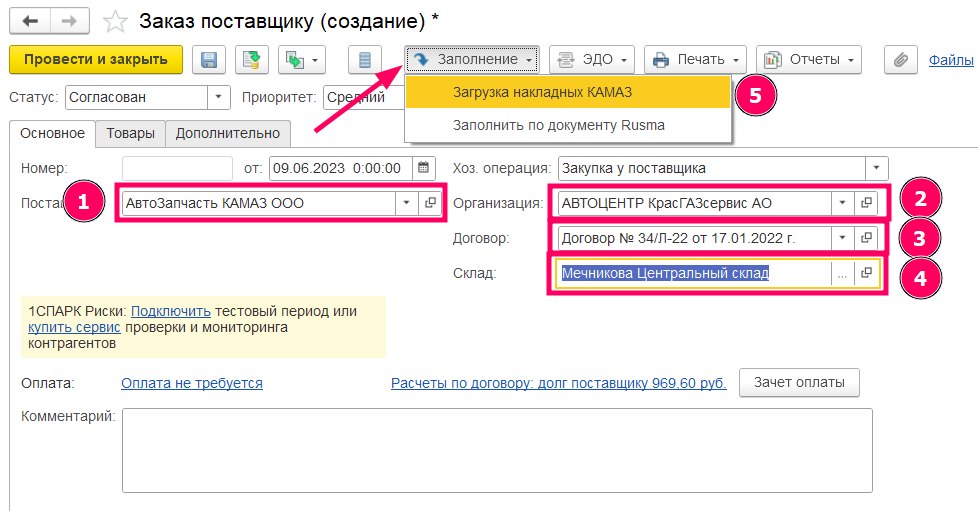 Заказ поставщику (создание) *
Провести и закрыть Заполнение ЭДО Печать Отчеты Файлы
Статус: Согласован Приоритет: Средний
Загрузка накладных КАМАЗ 5
Заполнить по документу Rusma
Основное Товары Дополнительно
Номер: от: 09.06.2023 0:00:00 Хоз. операция: Закупка у поставщика
Поста 1 АвтоЗапчасть КАМАЗ ООО Организация: АВТОЦЕНТР КрасГАЗсервис АО 2
Договор: Договор № 34/Л-22 от 17.01.2022 г. 3
Склад: Мечникова Центральный склад ... 4
1СПАРК Риски: Подключить тестовый период или
купить сервис проверки и мониторинга
контрагентов
Оплата: Оплата не требуется Расчеты по договору: долг поставщику 969,60 руб. Зачет оплаты
Комментарий: